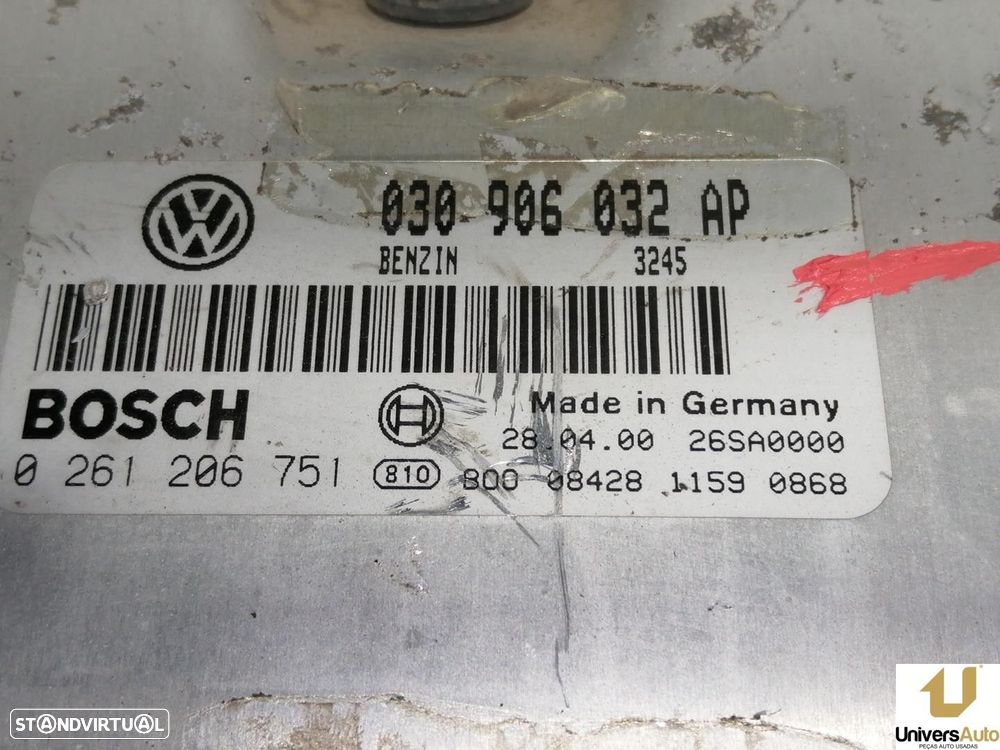 030 906 032 AP
BENZIN 3245
BOSCH
Made in Germany
28.04.00 26SA0000
0 261 206 751 810 800 08428 1159 0868
STANDVIRTUAL
UniversAuto
PEÇAS AUTO USADAS